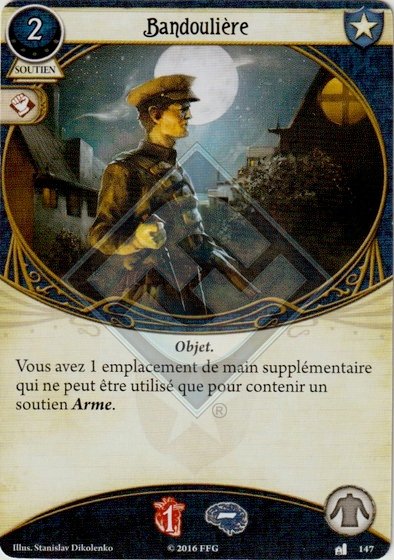 2
Bandoulière
SOUTIEN
Objet.
Vous avez 1 emplacement de main supplémentaire
qui ne peut être utilisé que pour contenir un
soutien Arme.
®
1
–
Illus. Stanislav Dikolenko
© 2016 FFG
147